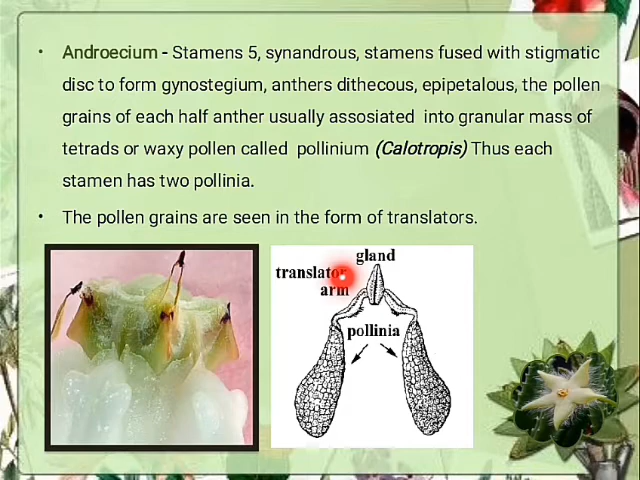 • Androecium - Stamens 5, synandrous, stamens fused with stigmatic
disc to form gynostegium, anthers dithecous, epipetalous, the pollen
grains of each half anther usually assosiated into granular mass of
tetrads or waxy pollen called pollinium (Calotropis) Thus each
stamen has two pollinia.
• The pollen grains are seen in the form of translators.
gland
translator
arm
pollinia